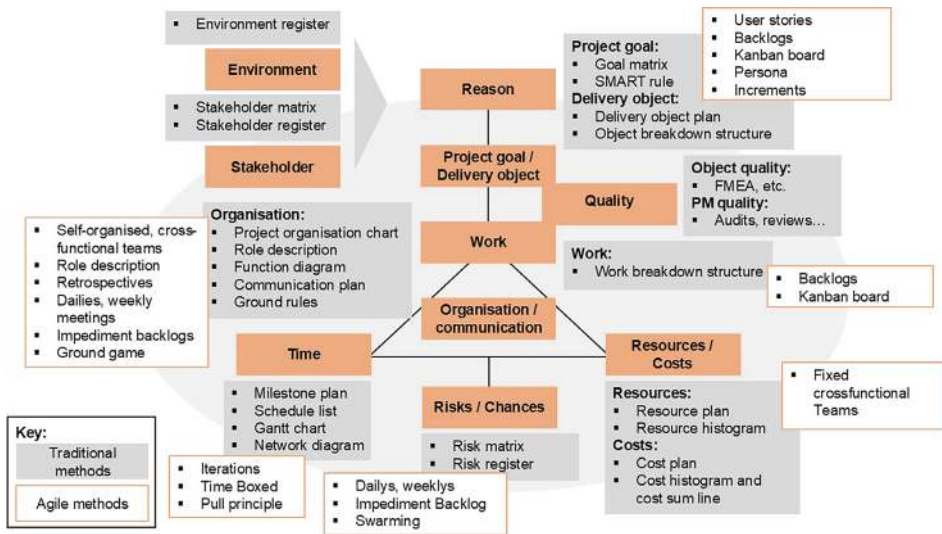 Environment register
Environment
Stakeholder matrix
Stakeholder register
Stakeholder
Reason
Project goal:
Goal matrix
SMART rule
Delivery object:
Delivery object plan
Object breakdown structure
User stories
Backlogs
Kanban board
Persona
Increments
Project goal /
Delivery object
Quality
Object quality:
FMEA, etc.
PM quality:
Audits, reviews…
Organisation:
Project organisation chart
Role description
Function diagram
Communication plan
Ground rules
Self-organised, cross-
functional teams
Role description
Retrospectives
Dailies, weekly
meetings
Impediment backlogs
Ground game
Work
Work:
Work breakdown structure
Backlogs
Kanban board
Organisation /
communication
Time
Milestone plan
Schedule list
Gantt chart
Network diagram
Iterations
Time Boxed
Pull principle
Risks / Chances
Risk matrix
Risk register
Dailys, weeklys
Impediment Backlog
Swarming
Resources /
Costs
Resources:
Resource plan
Resource histogram
Costs:
Cost plan
Cost histogram and
cost sum line
Fixed
crossfunctional
Teams
Key:
Traditional
methods
Agile methods